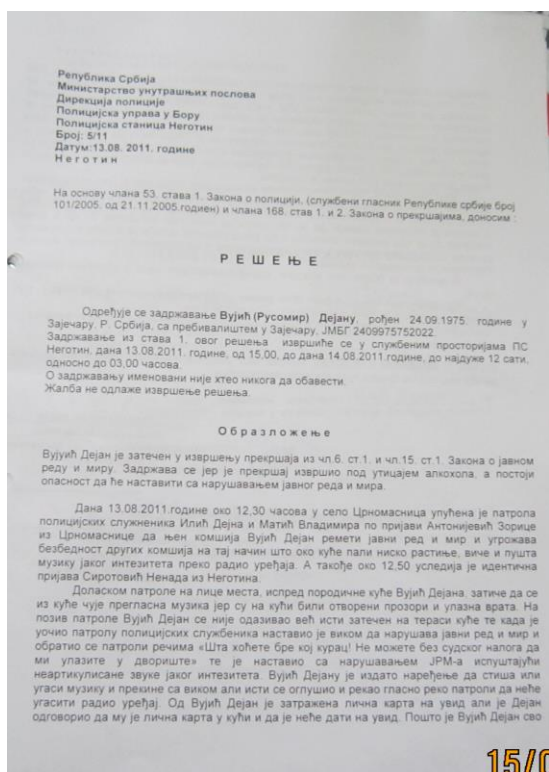 Република Србија
Министарство унутрашњих послова
Дирекција полиције
Полицијска управа у Бору
Полицијска станица Неготин
Број: 5/11
Датум:13.08. 2011. године
Н е г о т и н
На основу члана 53. става 1. Закона о полицији, (службени гласник Републике србије број
101/2005. од 21.11.2005.годиен) и члана 168. став 1. и 2. Закона о прекршајима, доносим :
Р Е Ш Е Њ Е
Одређује се задржавање Вујић (Русомир) Дејану, рођен 24.09.1975. године у
Зајечару, Р. Србија, са пребивалиштем у Зајечару, ЈМБГ 2409975752022.
Задржавање из става 1. овог решења извршиће се у службеним просторијама ПС
Неготин, дана 13.08.2011. године, од 15,00, до дана 14.08.2011.године, до најдуже 12 сати,
односно до 03,00 часова.
О задржавању именовани није хтео никога да обавести.
Жалба не одлаже извршење решења.
О б р а з л о ж е њ е
Вујуић Дејан је затечен у извршењу прекршаја из чл.6. ст.1. и чл.15. ст.1. Закона о јавном
реду и миру. Задржава се јер је прекршај извршио под утицајем алкохола, а постоји
опасност да ће наставити са нарушавањем јавног реда и мира.
Дана 13.08.2011.године око 12,30 часова у село Црномасница упућена је патрола
полицијских служненика Илић Дејна и Матић Владимира по пријави Антонијевић Зорице
из Црномаснице да њен комшија Вујић Дејан ремети јавни ред и мир и угрожава
безбедност других комшија на тај начин што око куће пали ниско растиње, виче и пушта
музику јаког интезитета преко радио уређаја. А такође око 12,50 уследија је идентична
пријава Сиротовић Ненада из Неготина.
Доласком патроле на лице места, испред породичне куће Вујић Дејана, затиче да се
из куће чује прегласна музика јер су на кући били отворени прозори и улазна врата. На
позив патроле Вујић Дејан се није одазивао већ исти затечен на тераси куће те када је
уочио патролу полицијских службеника наставио је виком да нарушава јавни ред и мир и
обратио се патроли речима «Шта хоћете бре кој курац! Не можете без судског налога да
ми улазите у двориште» те је наставио са нарушавањем ЈРМ-а испуштајући
неартикулисане звуке јаког интезитета. Вујић Дејану је издато наређење да стиша или
угаси музику и прекине са виком али исти се оглушио и рекао гласно реко патроли да неће
угасити радио уређај. Од Вујић Дејан је затражена лична карта на увид али је Дејан
одговорио да му је лична карта у кући и да је неће дати на увид. Пошто је Вујић Дејан сво